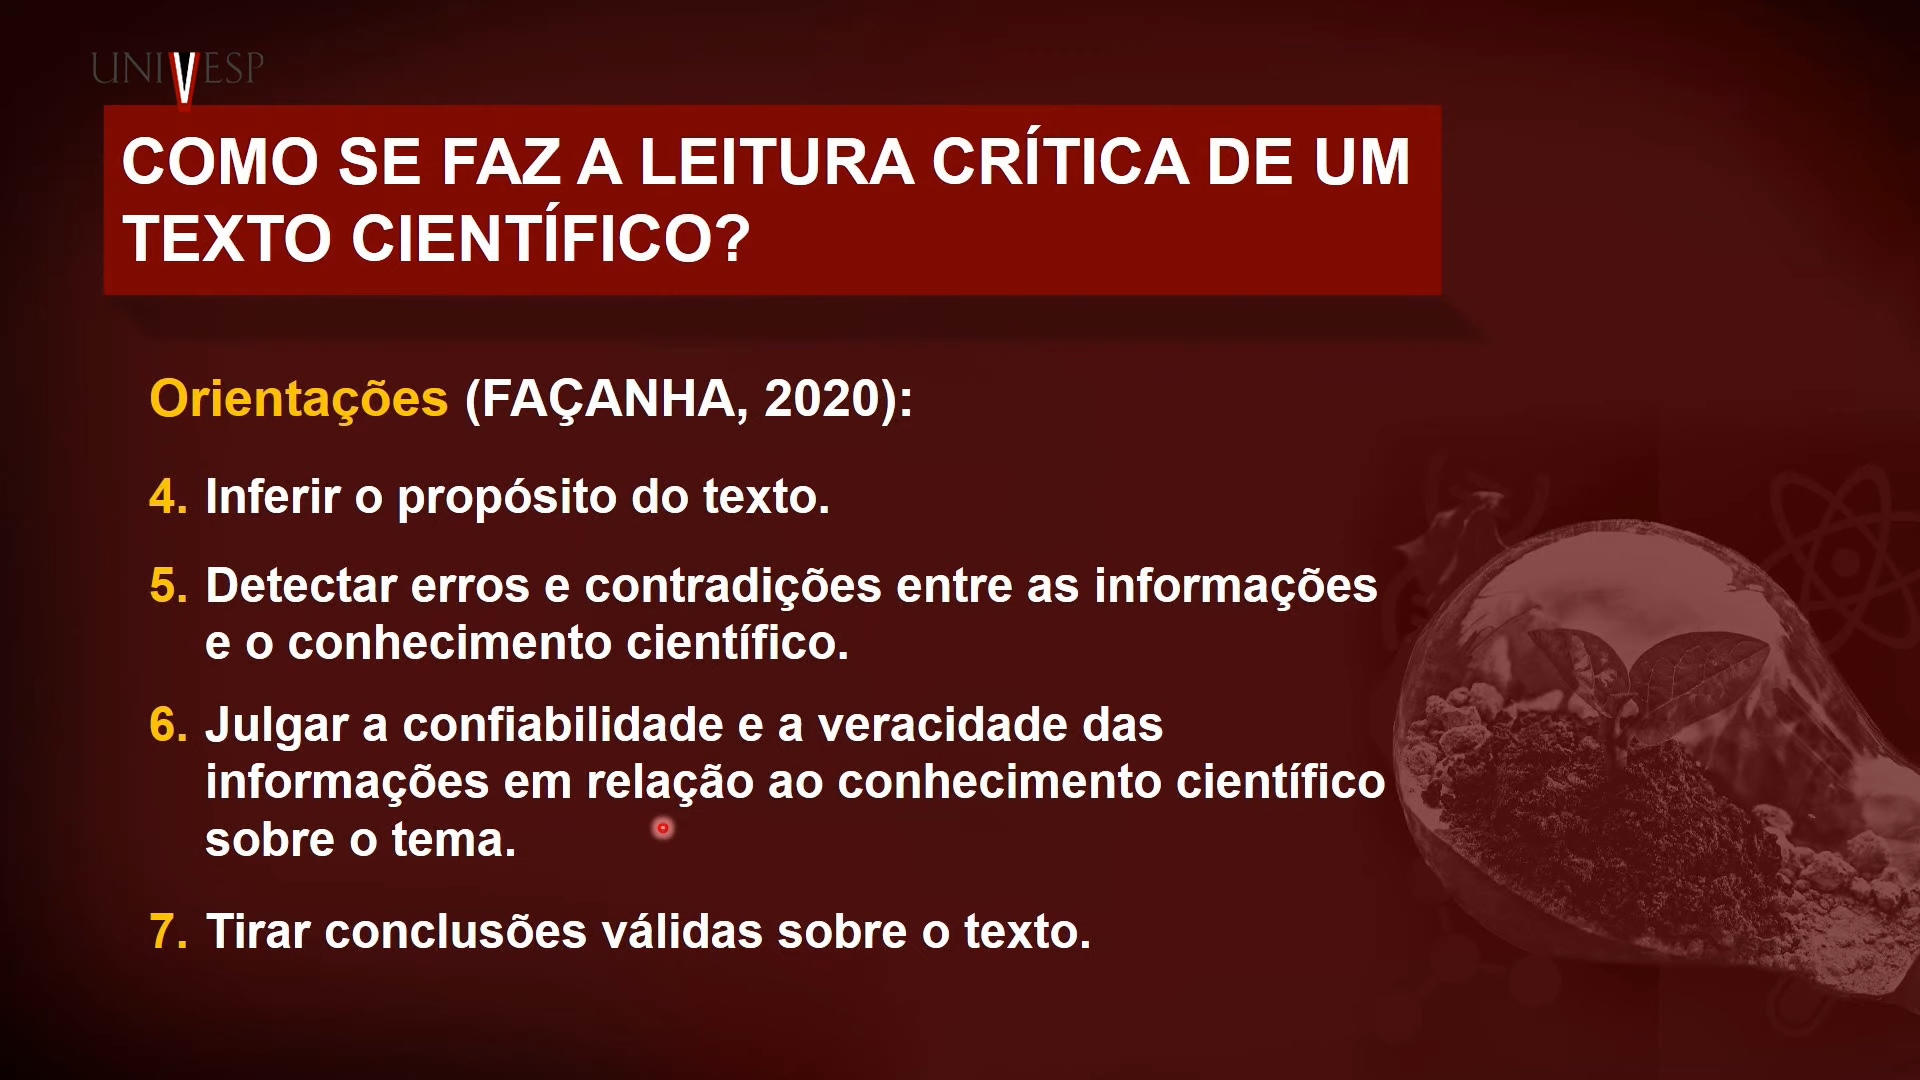 UNIVESP
COMO SE FAZ A LEITURA CRÍTICA DE UM
TEXTO CIENTÍFICO?
Orientações (FAÇANHA, 2020):
4. Inferir o propósito do texto.
5. Detectar erros e contradições entre as informações
e o conhecimento científico.
6. Julgar a confiabilidade e a veracidade das
informações em relação ao conhecimento científico
sobre o tema.
7. Tirar conclusões válidas sobre o texto.